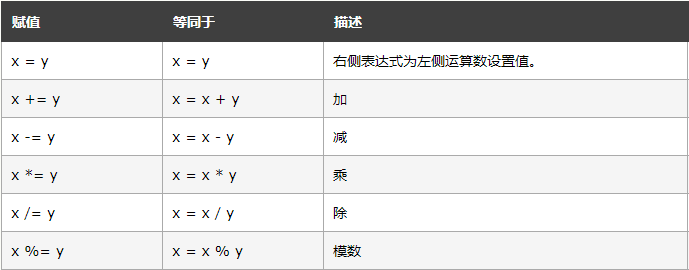 赋值 等同于 描述
x = y x = y 右侧表达式为左侧运算数设置值。
x += y x = x + y 加
x -= y x = x - y 减
x *= y x = x * y 乘
x /= y x = x / y 除
x %= y x = x % y 模数